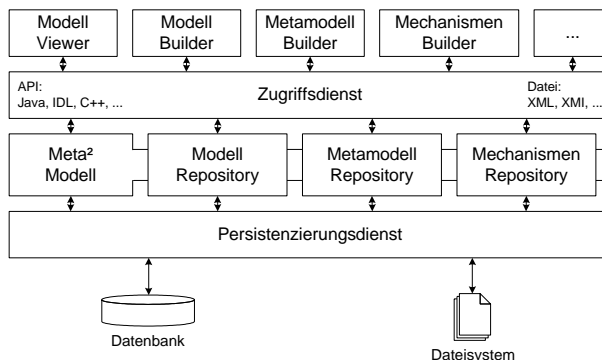 Modell
Viewer
Modell
Builder
Metamodell
Builder
Mechanismen
Builder
...
API:
Java, IDL, C++, ...
Zugriffsdienst
Datei:
XML, XMI, ...
Meta²
Modell
Modell
Repository
Metamodell
Repository
Mechanismen
Repository
Persistenzierungsdienst
Datenbank
Dateisystem